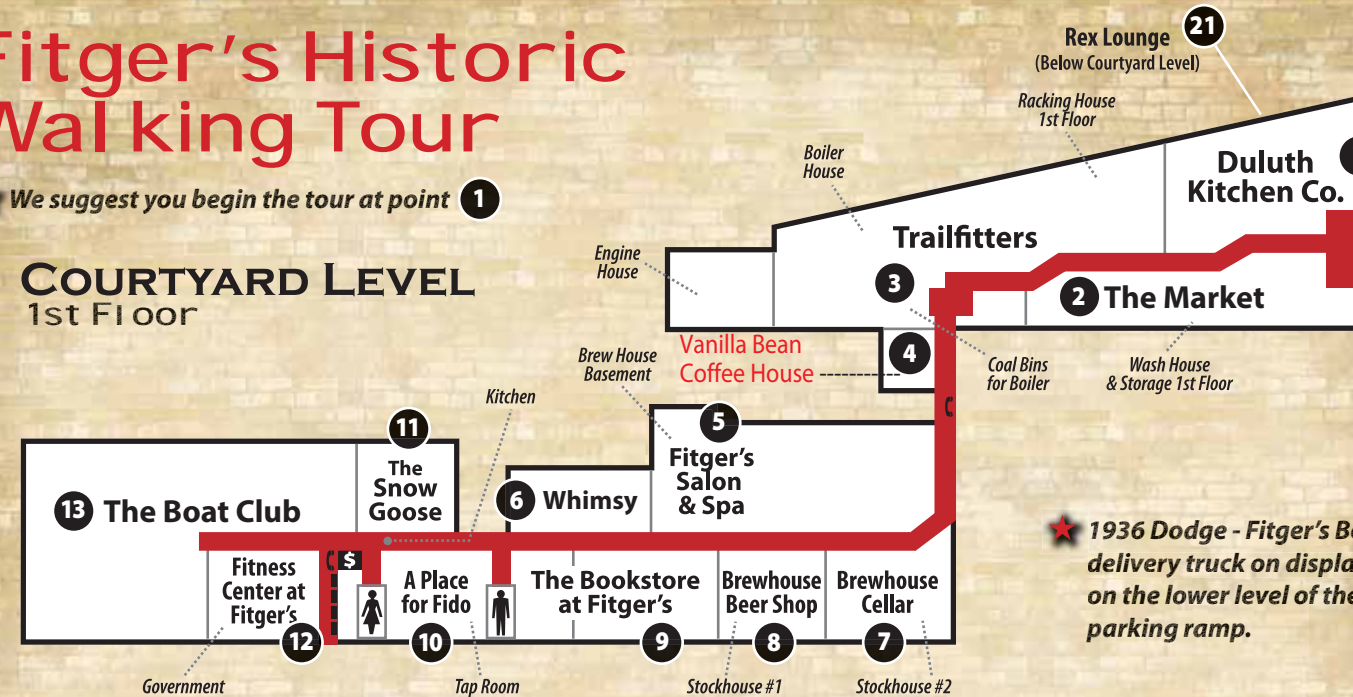 Fitger's Historic
Walking Tour
We suggest you begin the tour at point 1
COURTYARD LEVEL
1st Floor
21
Rex Lounge
(Below Courtyard Level)
Racking House
1st Floor
Boiler
House
Duluth
Kitchen Co.
Engine
House
Trailfitters
3
2 The Market
Vanilla Bean
Coffee House
4
Coal Bins
for Boiler
Wash House
& Storage 1st Floor
Brew House
Basement
Kitchen
11
The
Snow
Goose
5
Fitger's
Salon
& Spa
6 Whimsy
13 The Boat Club
$
Fitness
Center at
Fitger's
12
A Place
for Fido
10
The Bookstore
at Fitger's
9
Brewhouse
Beer Shop
8
Brewhouse
Cellar
7
Government
Tap Room
Stockhouse #1
Stockhouse #2
1936 Dodge - Fitger's
delivery truck on
on the lower level of the
parking ramp.